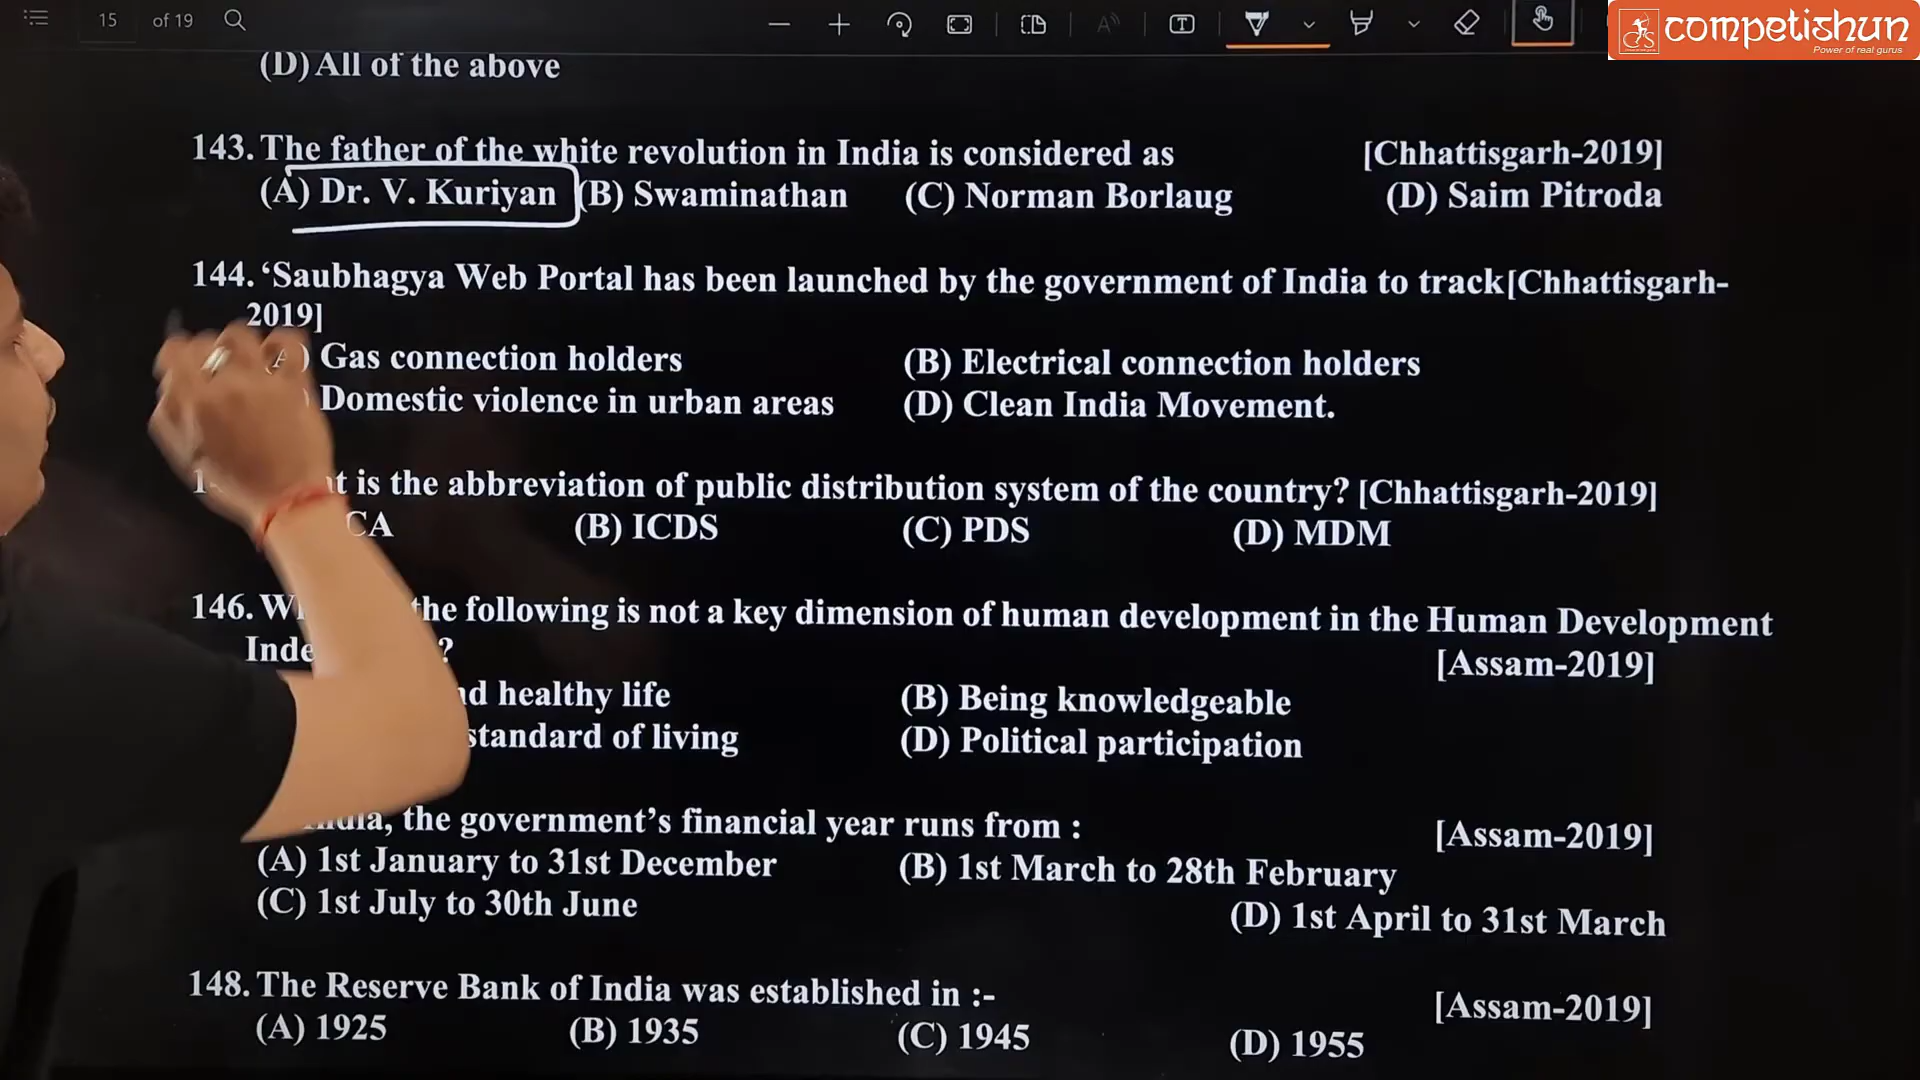 15 of 19
competishun
Power of real gurus
(D) All of the above
143. The father of the white revolution in India is considered as [Chhattisgarh-2019]
(A) Dr. V. Kuriyan (B) Swaminathan (C) Norman Borlaug (D) Saim Pitroda
144. ‘Saubhagya Web Portal has been launched by the government of India to track[Chhattisgarh-
2019]
(A) Gas connection holders (B) Electrical connection holders
Domestic violence in urban areas (D) Clean India Movement.
is the abbreviation of public distribution system of the country? [Chhattisgarh-2019]
(B) ICDS (C) PDS (D) MDM
146. the following is not a key dimension of human development in the Human Development
[Assam-2019]
healthy life (B) Being knowledgeable
standard of living (D) Political participation
the government’s financial year runs from : [Assam-2019]
(A) 1st January to 31st December (B) 1st March to 28th February
(C) 1st July to 30th June (D) 1st April to 31st March
148. The Reserve Bank of India was established in :- [Assam-2019]
(A) 1925 (B) 1935 (C) 1945 (D) 1955